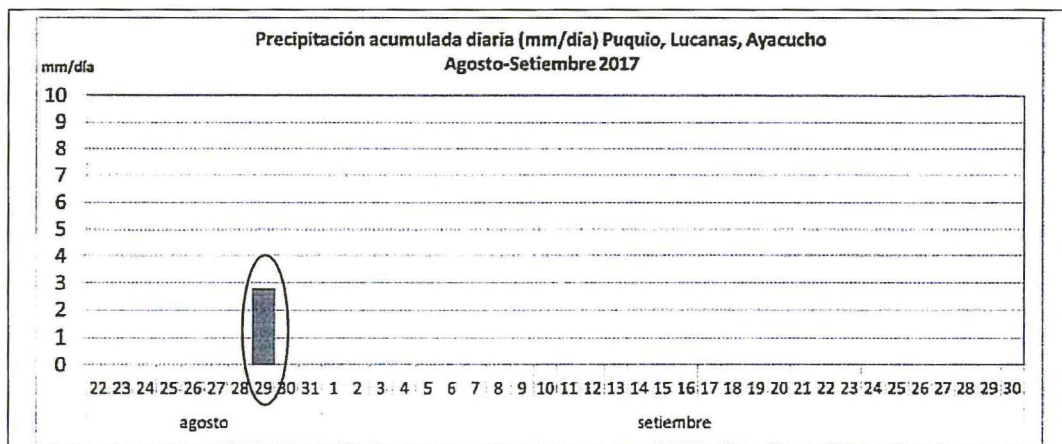 Precipitación acumulada diaria (mm/día) Puquio, Lucanas, Ayacucho
Agosto-Setiembre 2017
mm/día
10
9
8
7
6
5
4
3
2
1
0
22 23 24 25 26 27 28 29 30 31 1 2 3 4 5 6 7 8 9 10 11 12 13 14 15 16 17 18 19 20 21 22 23 24 25 26 27 28 29 30
agosto setiembre